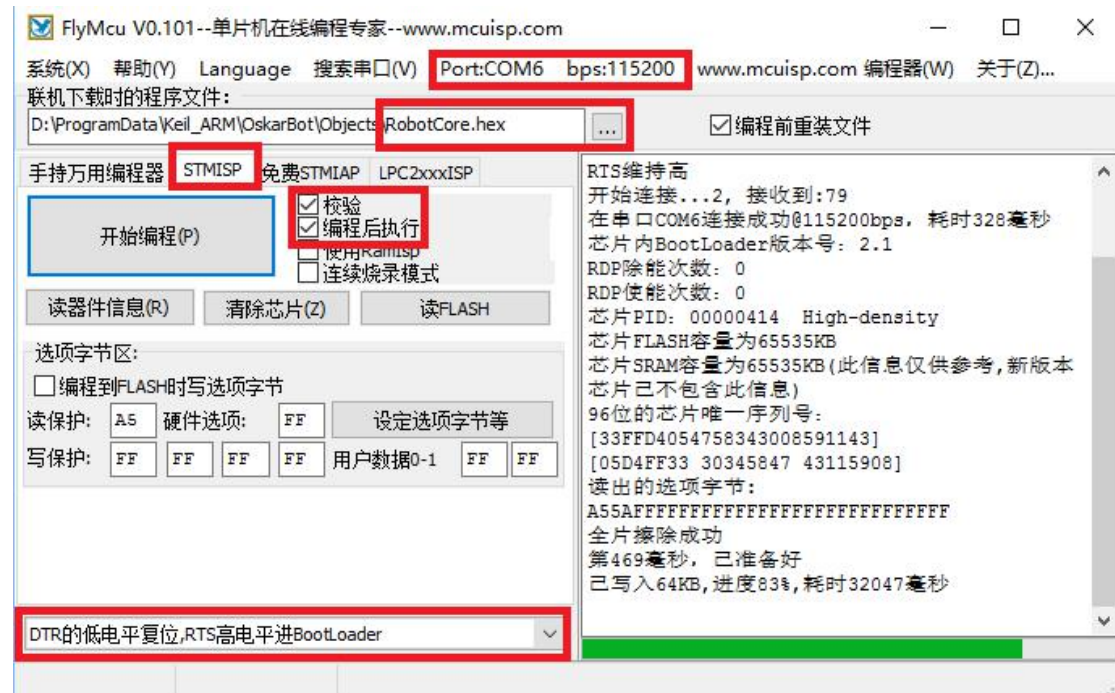 FlyMcu V0.101--单片机在线编程专家--www.mcuisp.com
系统(X) 帮助(Y) Language 搜索串口(V) Port:COM6 bps:115200 www.mcuisp.com 编程器(W) 关于(Z)...
联机下载时的程序文件:
D:\ProgramData\Keil_ARM\OskarBot\Objects\RobotCore.hex ... 编程前重装文件
手持万用编程器 STMISP 免费STMIAP LPC2xxxISP
开始编程(P)
校验
编程后执行
使用RamIsp
连续烧录模式
读器件信息(R) 清除芯片(Z) 读FLASH
选项字节区:
编程到FLASH时写选项字节
读保护: A5 硬件选项: FF 设定选项字节等
写保护: FF FF FF FF 用户数据0-1 FF FF
DTR的低电平复位,RTS高电平进BootLoader
RTS维持高
开始连接...2, 接收到:79
在串口COM6连接成功@115200bps, 耗时328毫秒
芯片内BootLoader版本号: 2.1
RDP除能次数: 0
RDP使能次数: 0
芯片PID: 00000414 High-density
芯片FLASH容量为65535KB
芯片SRAM容量为65535KB(此信息仅供参考,新版本
芯片已不包含此信息)
96位的芯片唯一序列号:
[33FFD4054758343008591143]
[05D4FF33 30345847 43115908]
读出的选项字节:
A55AFFFFFFFFFFFFFFFFFFFFFFFFFFFF
全片擦除成功
第469毫秒, 已准备好
已写入64KB,进度83%,耗时32047毫秒